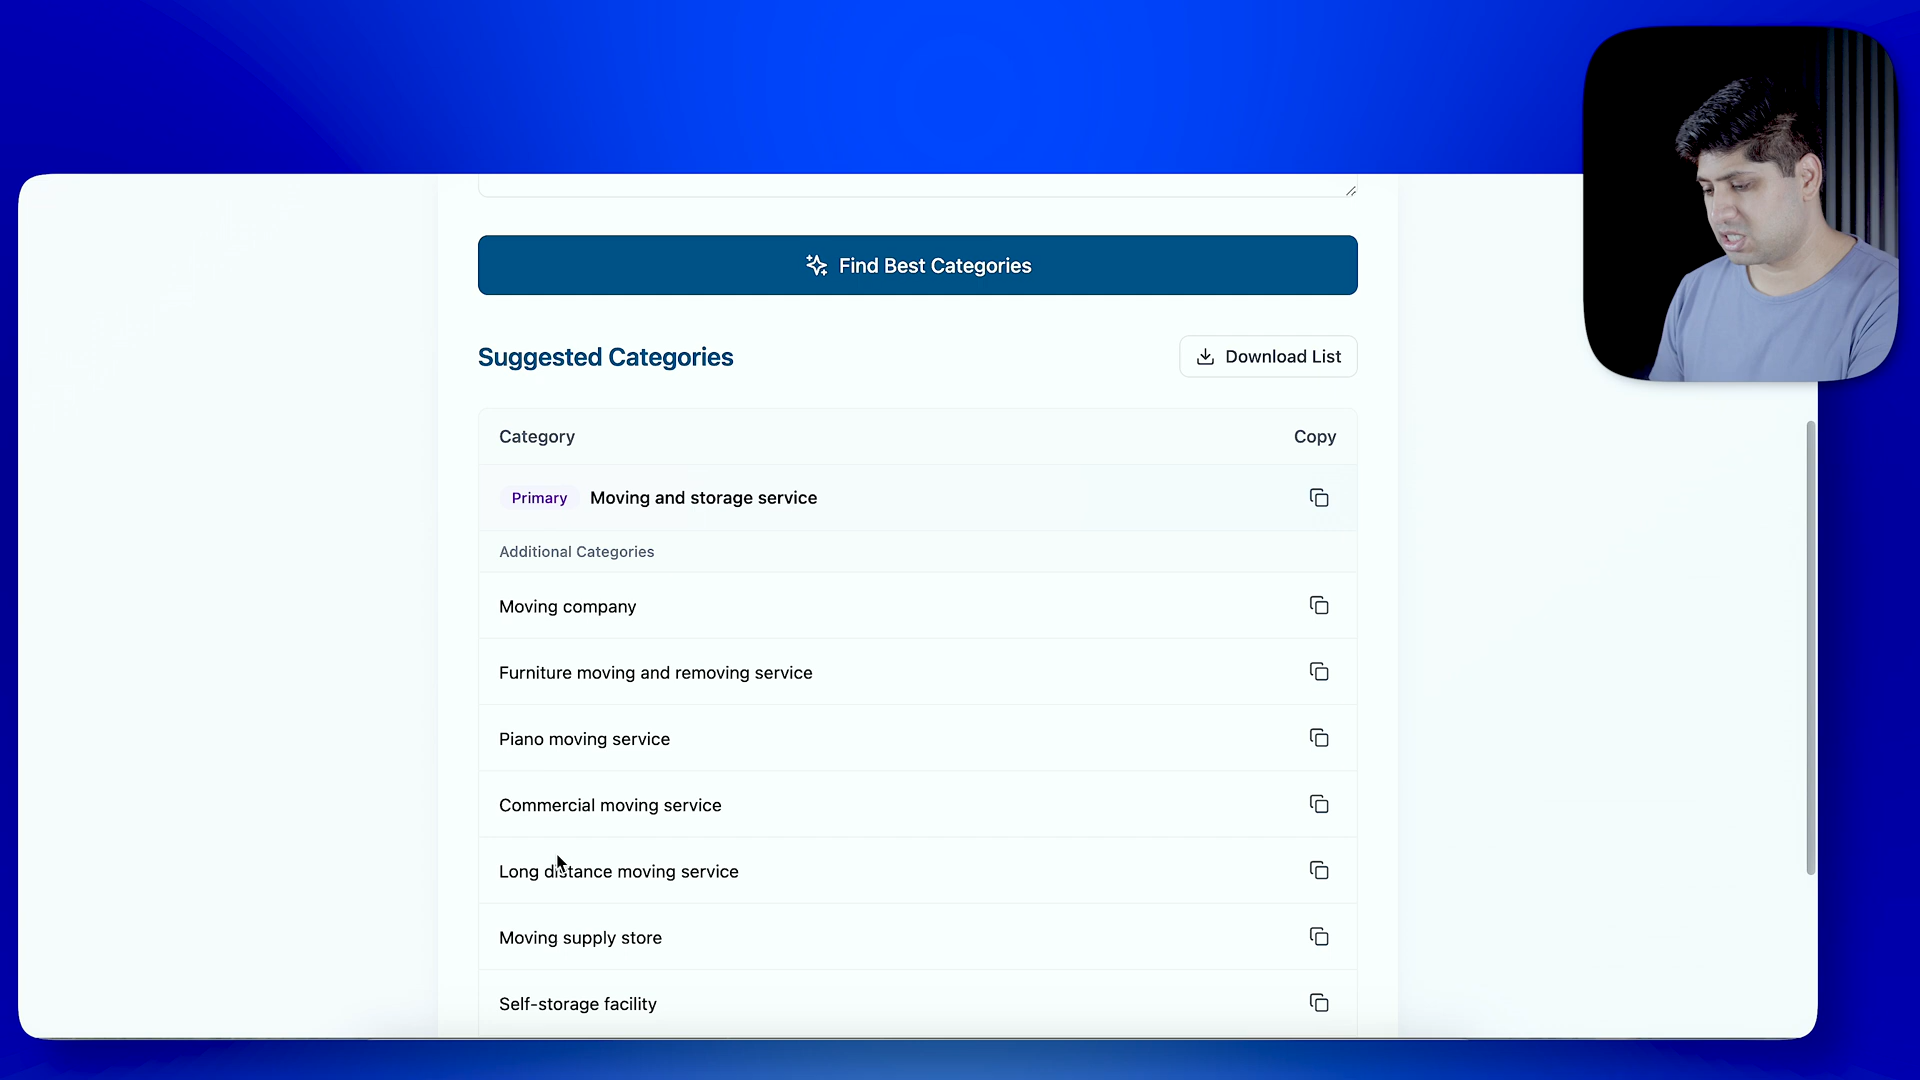 Find Best Categories
Suggested Categories
Download List
Category
Copy
Primary
Moving and storage service
Additional Categories
Moving company
Furniture moving and removing service
Piano moving service
Commercial moving service
Long distance moving service
Moving supply store
Self-storage facility